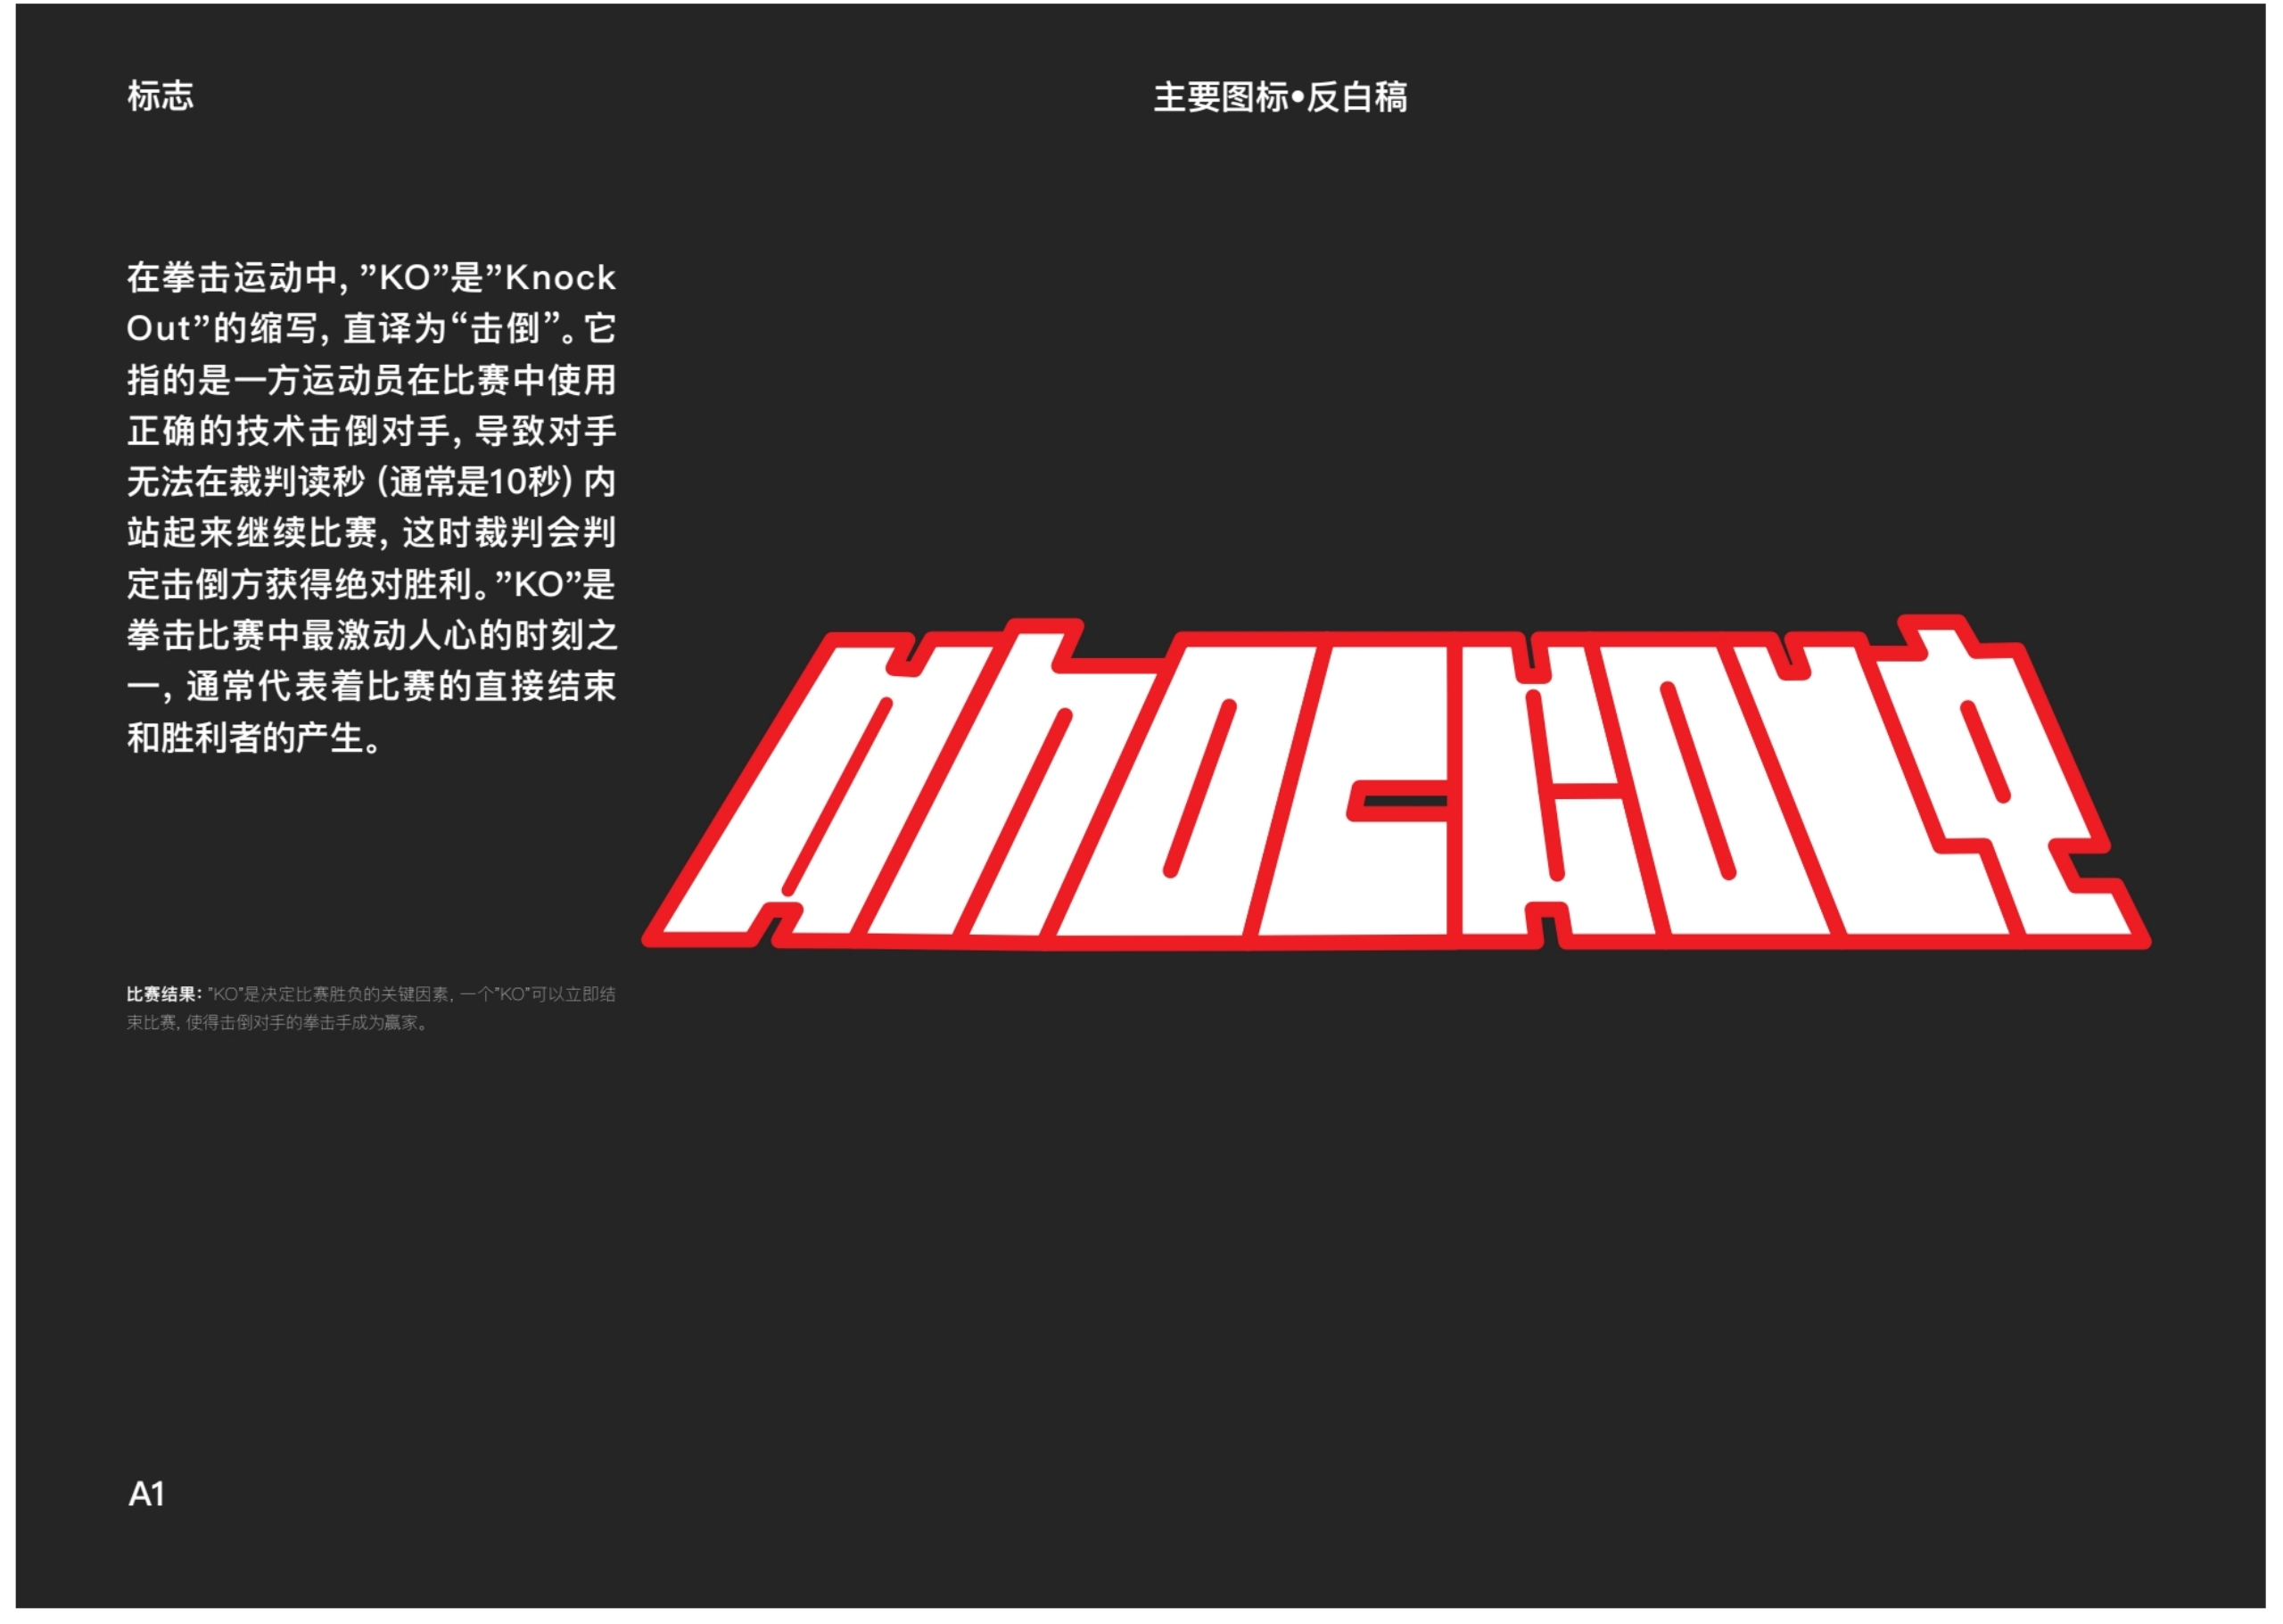 标志
主要图标•反白稿
在拳击运动中，”KO”是”Knock
Out”的缩写，直译为“击倒”。它
指的是一方运动员在比赛中使用
正确的技术击倒对手，导致对手
无法在裁判读秒（通常是10秒）内
站起来继续比赛，这时裁判会判
定击倒方获得绝对胜利。”KO”是
拳击比赛中最激动人心的时刻之
一，通常代表着比赛的直接结束
和胜利者的产生。
比赛结果：”KO”是决定比赛胜负的关键因素，一个”KO”可以立即结
束比赛，使得击倒对手的拳击手成为赢家。
A1